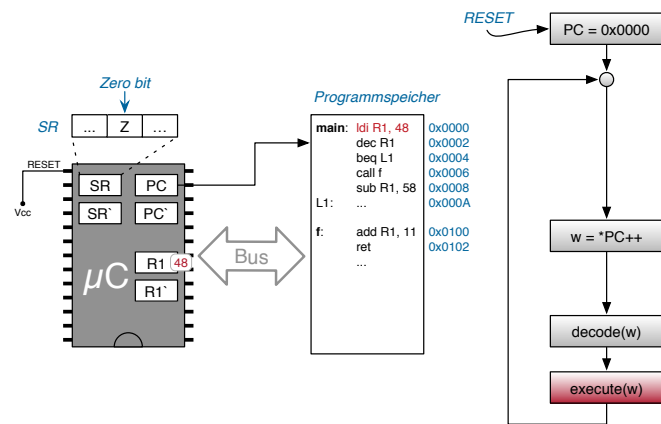 RESET
PC = 0x0000
Zero bit
Programmspeicher
SR
... Z ...
main: ldi R1, 48 0x0000
dec R1 0x0002
beq L1 0x0004
call f 0x0006
sub R1, 58 0x0008
L1: ... 0x000A
f: add R1, 11 0x0100
ret 0x0102
...
RESET
Vcc
SR PC
SR` PC`
R1 48
R1`
µC
Bus
w = *PC++
decode(w)
execute(w)